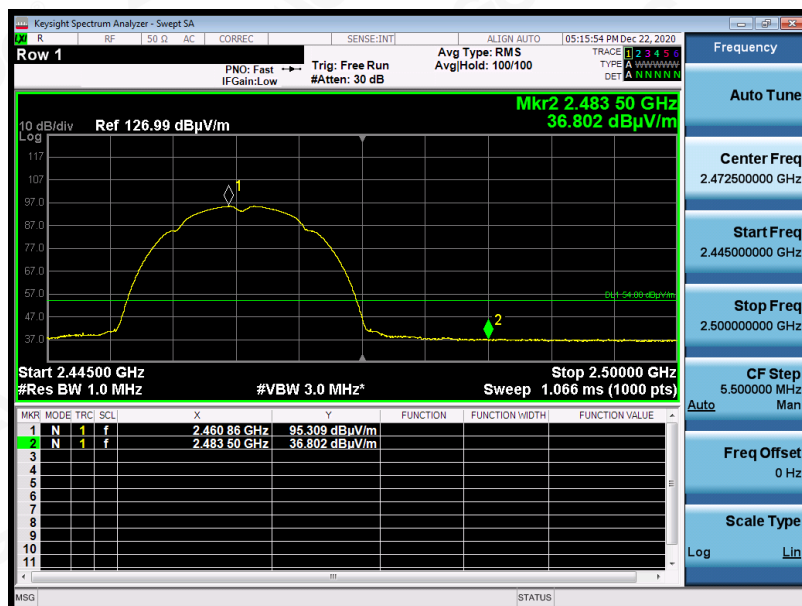 Keysight Spectrum Analyzer - Swept SA
LXI R RF 50 Ω AC CORREC SENSE:INT ALIGN AUTO 05:15:54 PM Dec 22, 2020
Row 1
PNO: Fast
IFGain:Low
Trig: Free Run
#Atten: 30 dB
Avg Type: RMS
Avg|Hold: 100/100
TRACE 1 2 3 4 5 6
TYPE A WWWWW
DET A N N N N N
Mkr2 2.483 50 GHz
36.802 dBµV/m
10 dB/div Ref 126.99 dBµV/m
Log
117
107
97.0
87.0
77.0
67.0
57.0
47.0
37.0
1
2
DL1 54.00 dBµV/m
Start 2.44500 GHz Stop 2.50000 GHz
#Res BW 1.0 MHz #VBW 3.0 MHz* Sweep 1.066 ms (1000 pts)
MKR MODE TRC SCL X Y FUNCTION FUNCTION WIDTH FUNCTION VALUE
1 N 1 f 2.460 86 GHz 95.309 dBµV/m
2 N 1 f 2.483 50 GHz 36.802 dBµV/m
3
4
5
6
7
8
9
10
11
MSG STATUS
Frequency
Auto Tune
Center Freq
2.472500000 GHz
Start Freq
2.445000000 GHz
Stop Freq
2.500000000 GHz
CF Step
5.500000 MHz
Auto Man
Freq Offset
0 Hz
Scale Type
Log Lin